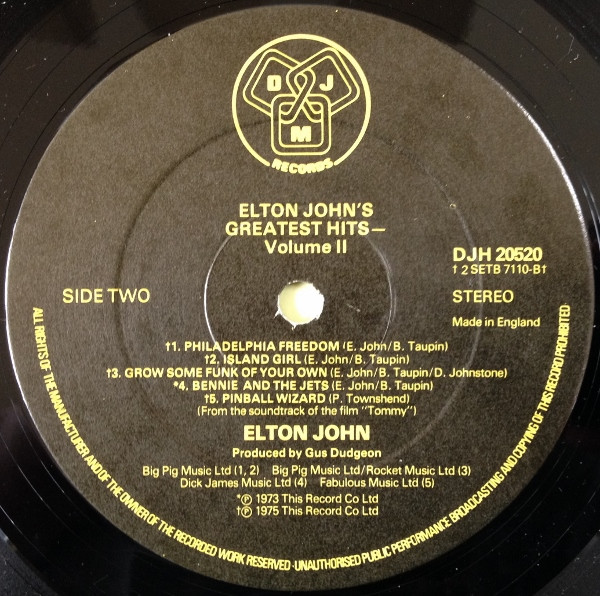 D J
M
RECORDS
ELTON JOHN'S
GREATEST HITS—
Volume II
DJH 20520
† 2 SETB 7110-B†
SIDE TWO
STEREO
Made in England
†1. PHILADELPHIA FREEDOM (E. John/B. Taupin)
†2. ISLAND GIRL (E. John/B. Taupin)
†3. GROW SOME FUNK OF YOUR OWN (E. John/B. Taupin/D. Johnstone)
*4. BENNIE AND THE JETS (E. John/B. Taupin)
†5. PINBALL WIZARD (P. Townshend)
(From the soundtrack of the film "Tommy")
ELTON JOHN
Produced by Gus Dudgeon
Big Pig Music Ltd (1, 2) Big Pig Music Ltd/Rocket Music Ltd (3)
Dick James Music Ltd (4) Fabulous Music Ltd (5)
*℗ 1973 This Record Co Ltd
†℗ 1975 This Record Co Ltd
ALL RIGHTS OF THE MANUFACTURER AND OF THE OWNER OF THE RECORDED WORK RESERVED · UNAUTHORISED PUBLIC PERFORMANCE BROADCASTING AND COPYING OF THIS RECORD PROHIBITED·